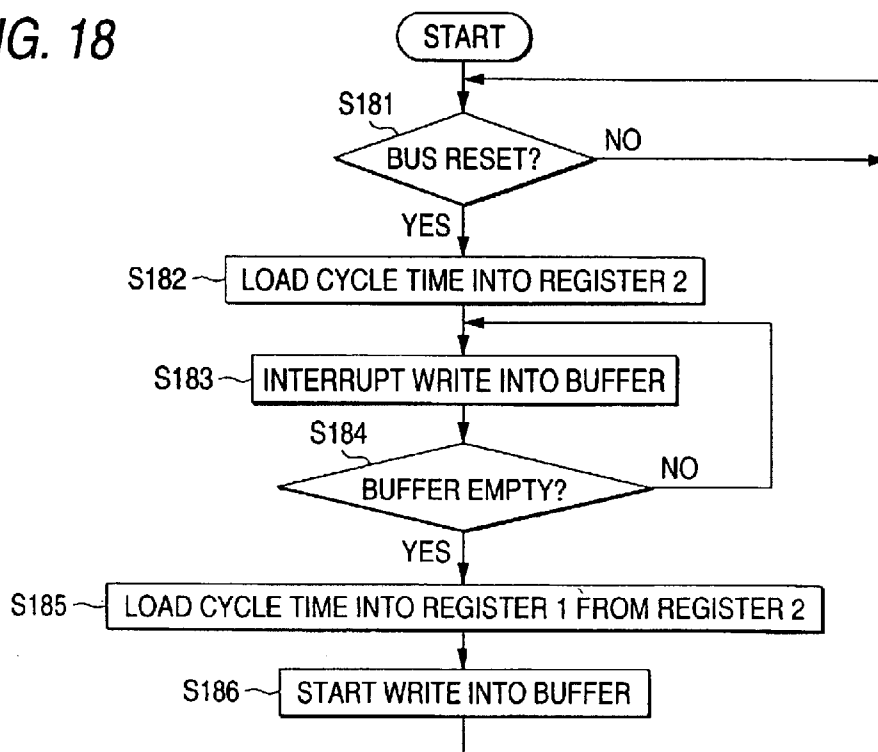 IG. 18
START
S181
BUS RESET?
NO
YES
S182
LOAD CYCLE TIME INTO REGISTER 2
S183
INTERRUPT WRITE INTO BUFFER
S184
BUFFER EMPTY?
NO
YES
S185
LOAD CYCLE TIME INTO REGISTER 1 FROM REGISTER 2
S186
START WRITE INTO BUFFER